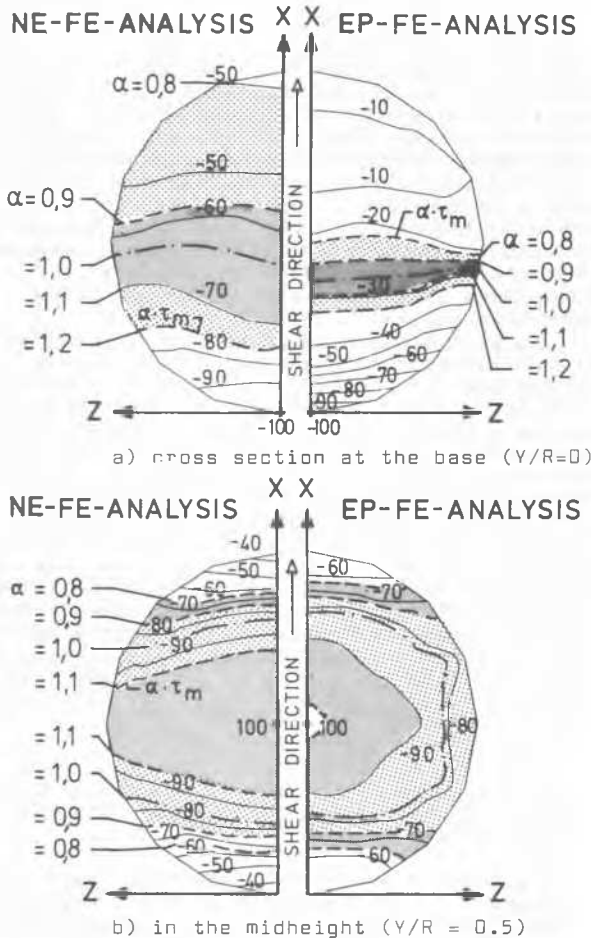 NE-FE-ANALYSIS X X EP-FE-ANALYSIS
α=0,8 -50
-10
-50 -10
α=0,9 -60 -20 α·τm
α=0,8
=1,0 =0,9
=1,1 -70 -30 =1,0
α·τm -40 =1,1
=1,2 -80 -50 -60 =1,2
-90 -70
-80
-90
SHEAR DIRECTION
Z -100 -100 Z
a) cross section at the base (Y/R=0)
NE-FE-ANALYSIS X X EP-FE-ANALYSIS
-40
-50 -60
α = 0,8 -60 70
= 0,9 70
= 1,0 80
-90
= 1,1 α·τm
100 100 -80
= 1,1 -90
= 1,0 -90
-80
= 0,9 -70 70
= 0,8 -60 60
-50
-40
SHEAR DIRECTION
Z Z
b) in the midheight (Y/R = 0.5)